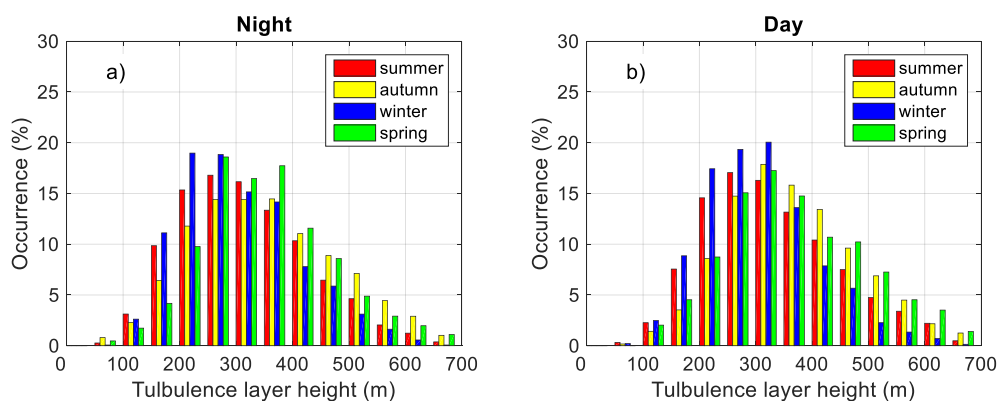 Night
Occurrence (%)
30
25
20
15
10
5
0
a)
summer
autumn
winter
spring
0 100 200 300 400 500 600 700
Tulbulence layer height (m)
Day
Occurrence (%)
30
25
20
15
10
5
0
b)
summer
autumn
winter
spring
0 100 200 300 400 500 600 700
Tulbulence layer height (m)